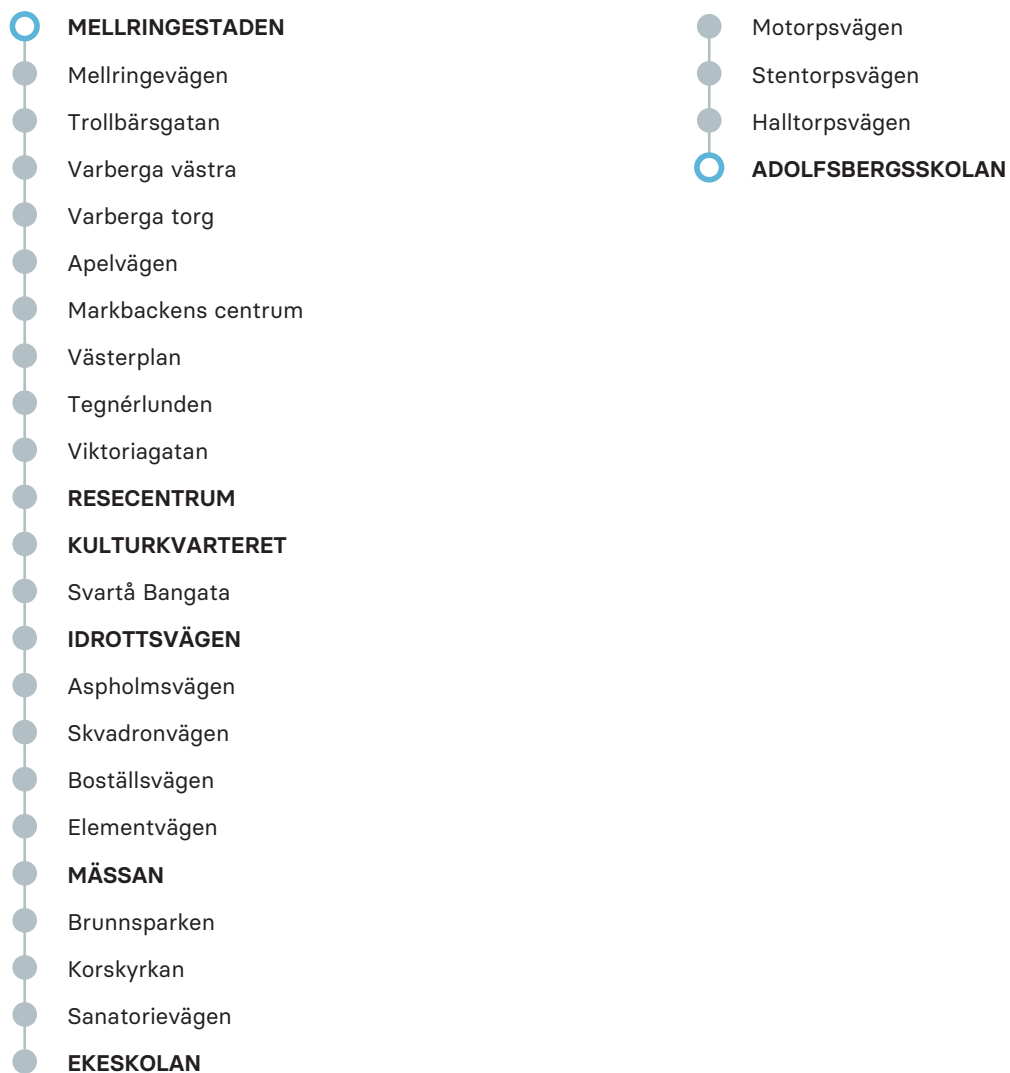 MELLRINGESTADEN
Mellringevägen
Trollbärsgatan
Varberga västra
Varberga torg
Apelvägen
Markbackens centrum
Västerplan
Tegnérlunden
Viktoriagatan
RESECENTRUM
KULTURKVARTERET
Svartå Bangata
IDROTTSVÄGEN
Aspholmsvägen
Skvadronvägen
Boställsvägen
Elementvägen
MÄSSAN
Brunnsparken
Korskyrkan
Sanatorievägen
EKESKOLAN
Motorpsvägen
Stentorpsvägen
Halltorpsvägen
ADOLFSBERGSSKOLAN